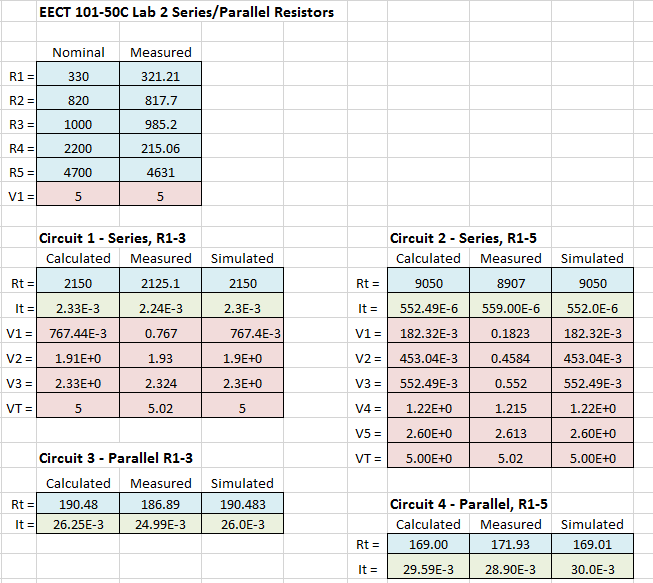 EECT 101-50C Lab 2 Series/Parallel Resistors
Nominal Measured
R1 = 330 321.21
R2 = 820 817.7
R3 = 1000 985.2
R4 = 2200 215.06
R5 = 4700 4631
V1 = 5 5
Circuit 1 - Series, R1-3
Calculated Measured Simulated
Rt = 2150 2125.1 2150
It = 2.33E-3 2.24E-3 2.3E-3
V1 = 767.44E-3 0.767 767.4E-3
V2 = 1.91E+0 1.93 1.9E+0
V3 = 2.33E+0 2.324 2.3E+0
VT = 5 5.02 5
Circuit 2 - Series, R1-5
Calculated Measured Simulated
Rt = 9050 8907 9050
It = 552.49E-6 559.00E-6 552.0E-6
V1 = 182.32E-3 0.1823 182.32E-3
V2 = 453.04E-3 0.4584 453.04E-3
V3 = 552.49E-3 0.552 552.49E-3
V4 = 1.22E+0 1.215 1.22E+0
V5 = 2.60E+0 2.613 2.60E+0
VT = 5.00E+0 5.02 5.00E+0
Circuit 3 - Parallel R1-3
Calculated Measured Simulated
Rt = 190.48 186.89 190.483
It = 26.25E-3 24.99E-3 26.0E-3
Circuit 4 - Parallel, R1-5
Calculated Measured Simulated
Rt = 169.00 171.93 169.01
It = 29.59E-3 28.90E-3 30.0E-3